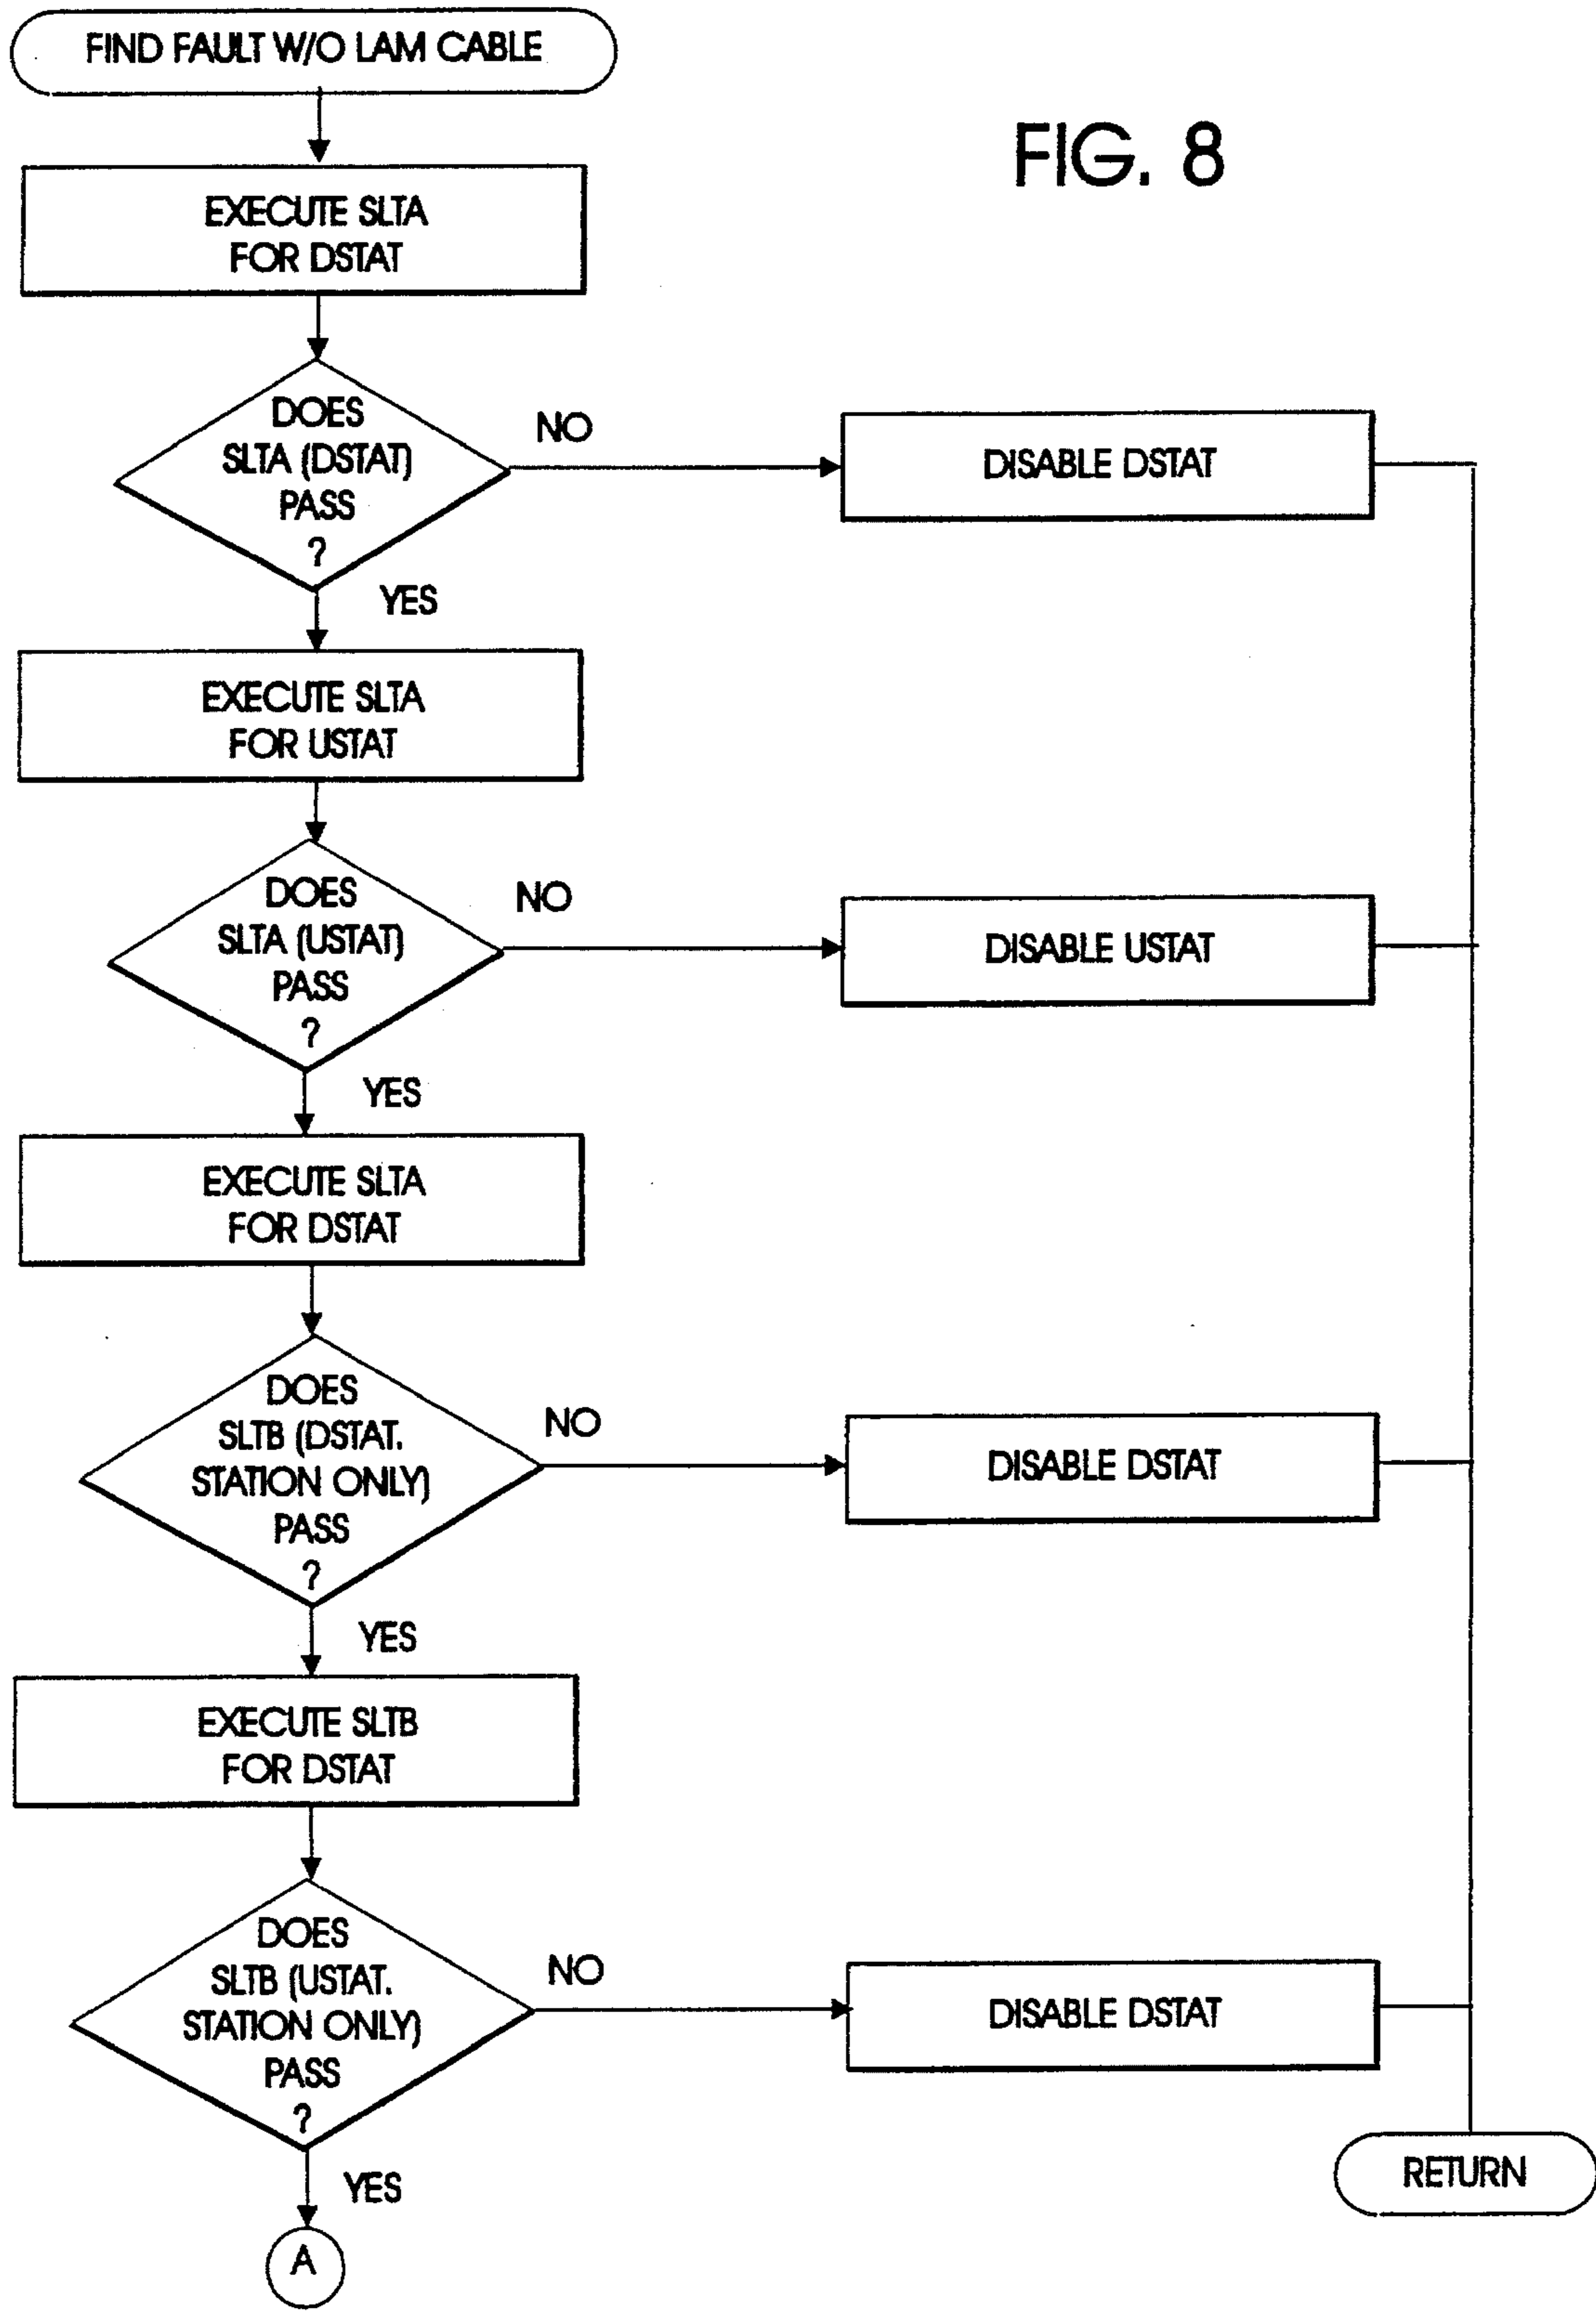 FIND FAULT W/O LAM CABLE
FIG. 8
EXECUTE SLTA
FOR DSTAT
DOES
SLTA (DSTAT)
PASS
?
NO
DISABLE DSTAT
YES
EXECUTE SLTA
FOR USTAT
DOES
SLTA (USTAT)
PASS
?
NO
DISABLE USTAT
YES
EXECUTE SLTA
FOR DSTAT
DOES
SLTB (DSTAT.
STATION ONLY)
PASS
?
NO
DISABLE DSTAT
YES
EXECUTE SLTB
FOR DSTAT
DOES
SLTB (USTAT.
STATION ONLY)
PASS
?
NO
DISABLE DSTAT
YES
RETURN
A